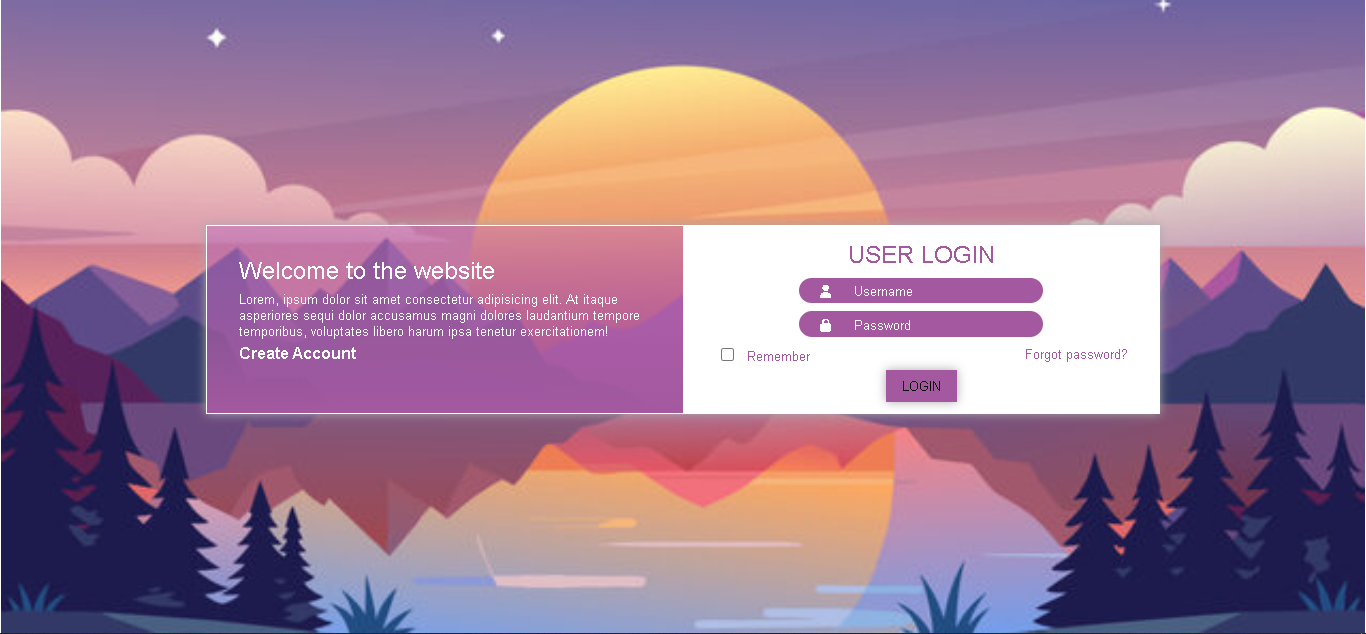 Welcome to the website
Lorem, ipsum dolor sit amet consectetur adipisicing elit. At itaque
asperiores sequi dolor accusamus magni dolores laudantium tempore
temporibus, voluptates libero harum ipsa tenetur exercitationem!
Create Account
USER LOGIN
Username
Password
Remember
Forgot password?
LOGIN